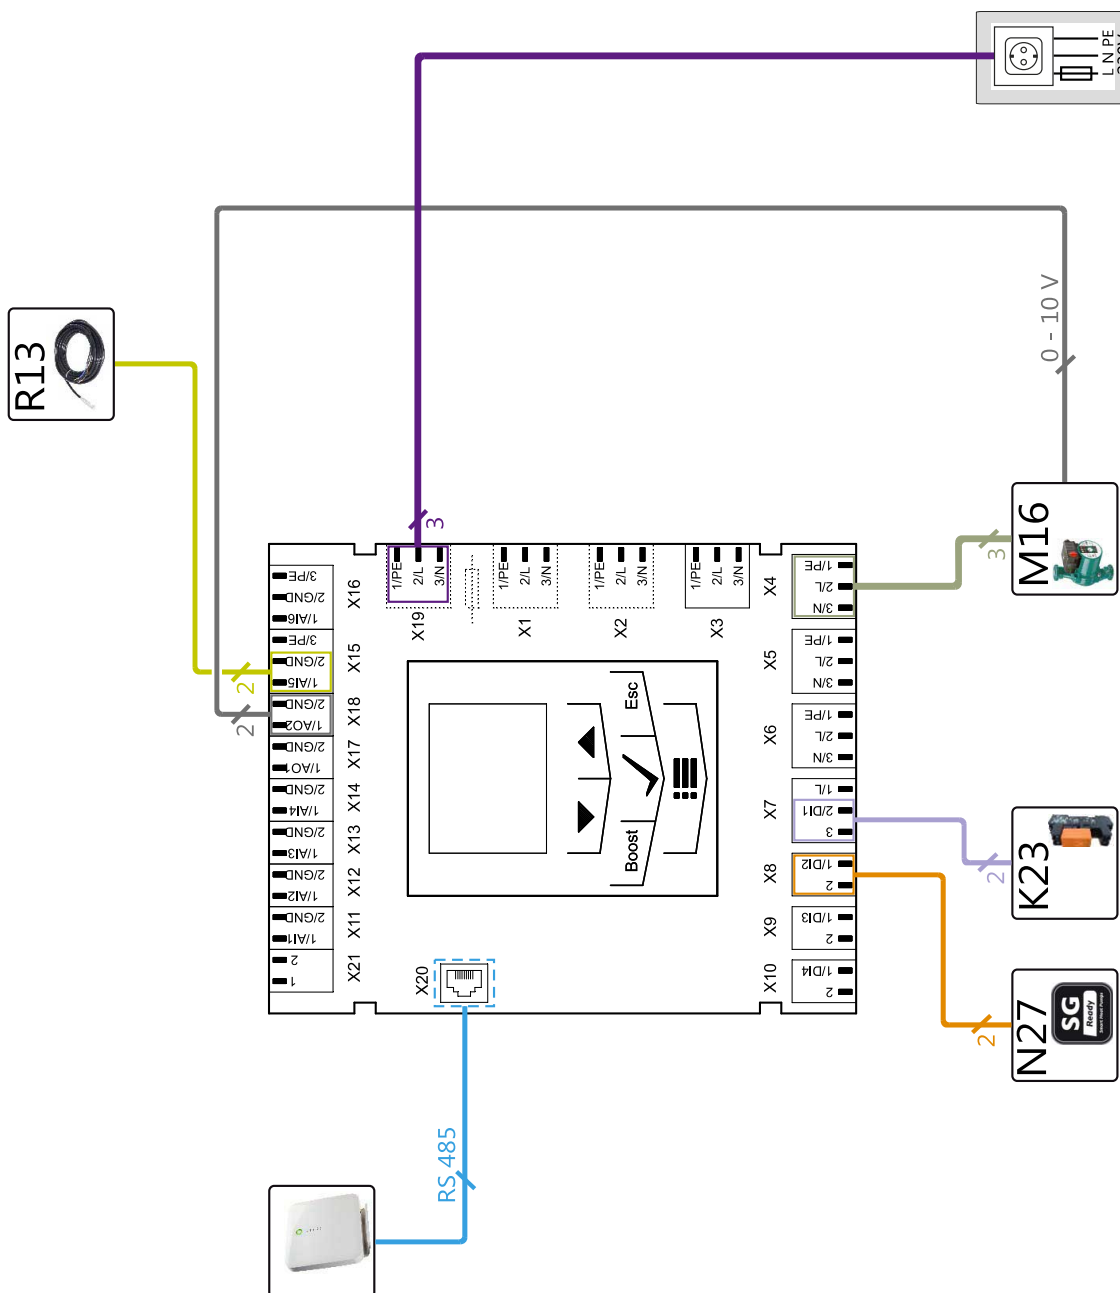 L N PE
R13
0 - 10 V
3
2
2
3
M16
3/PE
2/GND
1/AI6
X16
3/PE
2/GND
1/AI5
X15
2/GND
1/AO2
X18
2/GND
1/AO1
X17
2/GND
1/AI4
X14
2/GND
1/AI3
X13
2/GND
1/AI2
X12
2/GND
1/AI1
X11
2
1
X21
1/PE
2/L
3/N
X19
1/PE
2/L
3/N
X1
1/PE
2/L
3/N
X2
1/PE
2/L
3/N
X3
X4
1/PE
2/L
3/N
X5
1/PE
2/L
3/N
X6
1/PE
2/L
3/N
X7
1/L
2/DI1
3
X8
1/DI2
2
X9
1/DI3
2
X10
1/DI4
2
Esc
Boost
X20
2
K23
2
N27
SG
Ready
Smart Heat Pumps
RS 485